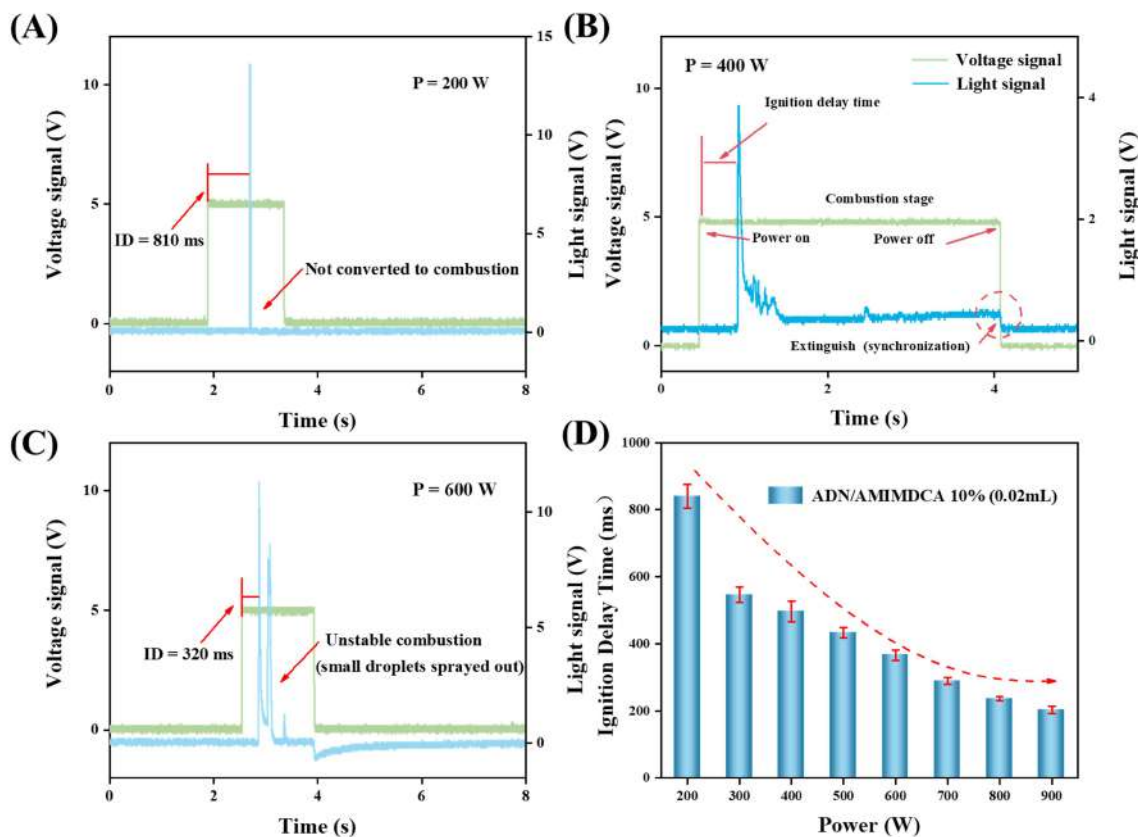 (A)
P = 200 W
ID = 810 ms
Not converted to combustion
Voltage signal (V)
0
5
10
Light signal (V)
0
5
10
15
0
2
4
6
8
Time (s)
(B)
P = 400 W
Voltage signal
Light signal
Ignition delay time
Combustion stage
Power on
Power off
Extinguish (synchronization)
Voltage signal (V)
0
5
10
Light signal (V)
0
2
4
0
2
4
Time (s)
(C)
P = 600 W
ID = 320 ms
Unstable combustion
(small droplets sprayed out)
Voltage signal (V)
0
5
10
Light signal (V)
0
5
10
0
2
4
6
8
Time (s)
(D)
ADN/AMIMDCA 10% (0.02mL)
Ignition Delay Time (ms)
0
200
400
600
800
1000
200
300
400
500
600
700
800
900
Power (W)